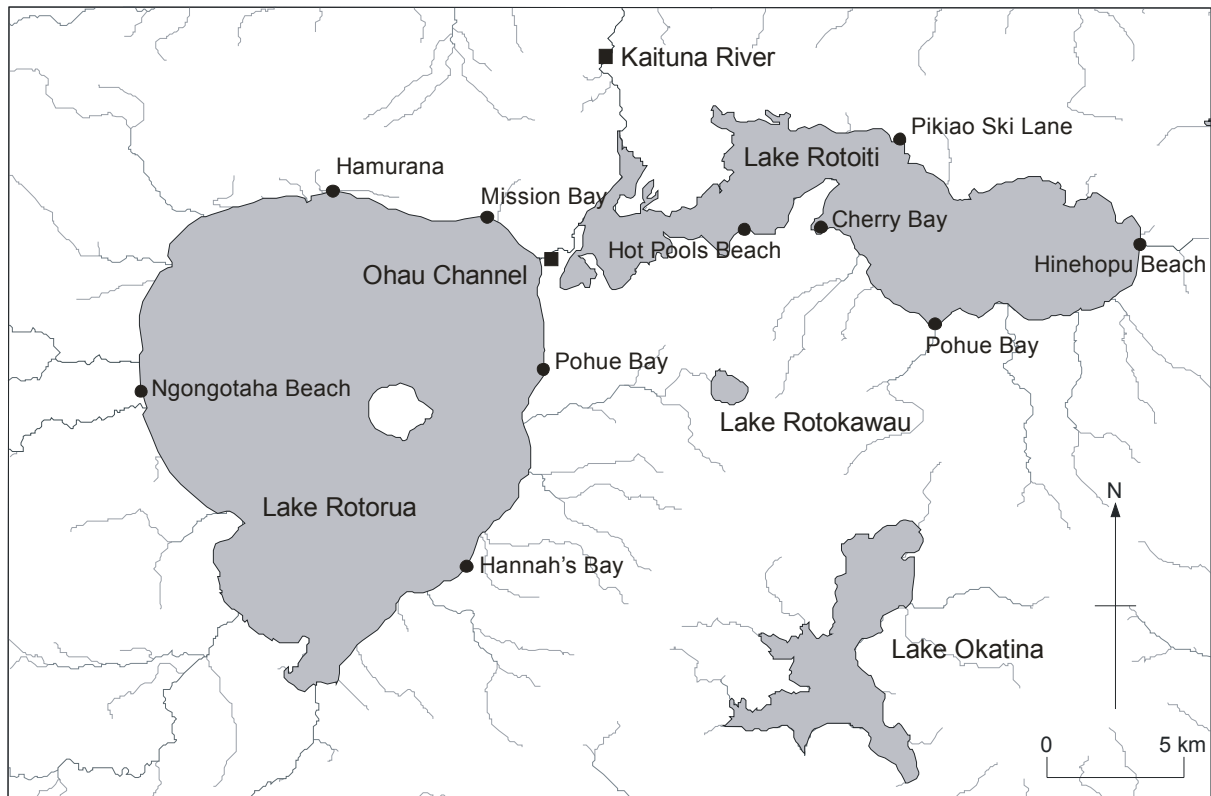 Kaituna River
Pikiao Ski Lane
Lake Rotoiti
Hamurana
Mission Bay
Cherry Bay
Hot Pools Beach
Hinehopu Beach
Ohau Channel
Pohue Bay
Pohue Bay
Ngongotaha Beach
Lake Rotokawau
Lake Rotorua
N
Hannah's Bay
Lake Okatina
0 5 km